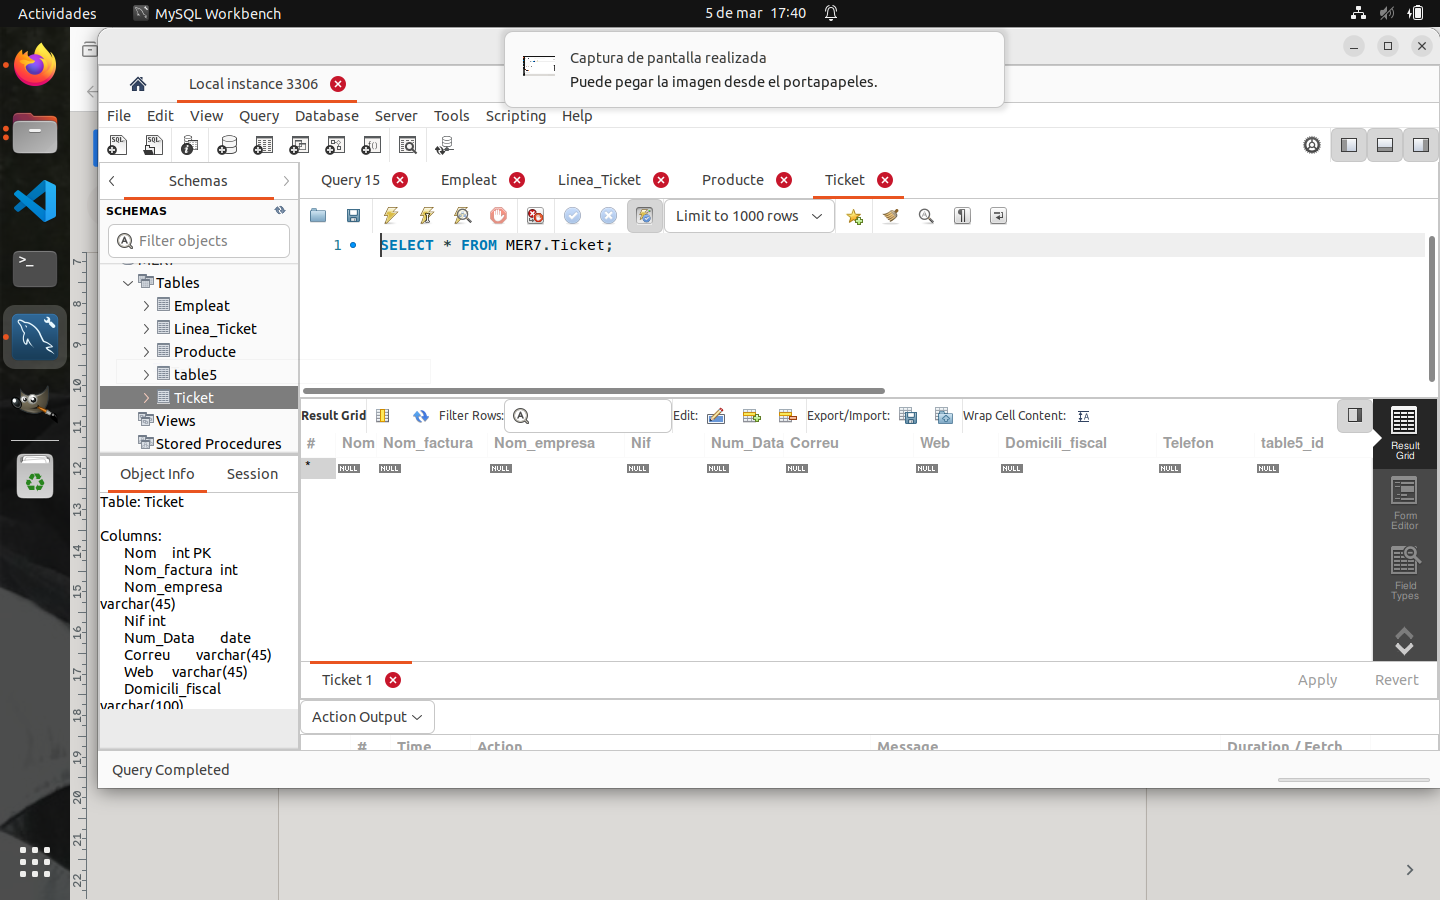 Actividades
MySQL Workbench
5 de mar 17:40
Captura de pantalla realizada
Puede pegar la imagen desde el portapapeles.
Local instance 3306
File Edit View Query Database Server Tools Scripting Help
Schemas
Query 15
Empleat
Linea_Ticket
Producte
Ticket
SCHEMAS
Filter objects
Limit to 1000 rows
1
SELECT * FROM MER7.Ticket;
Tables
Empleat
Linea_Ticket
Producte
table5
Ticket
Views
Stored Procedures
Result Grid
Filter Rows:
Edit:
Export/Import:
Wrap Cell Content:
# Nom Nom_factura Nom_empresa Nif Num_Data Correu Web Domicili_fiscal Telefon table5_id
* NULL NULL NULL NULL NULL NULL NULL NULL NULL NULL
Result
Grid
Form
Editor
Field
Types
Object Info Session
Table: Ticket
Columns:
Nom int PK
Nom_factura int
Nom_empresa
varchar(45)
Nif int
Num_Data date
Correu varchar(45)
Web varchar(45)
Domicili_fiscal
varchar(100)
Ticket 1
Apply Revert
Action Output
# Time Action Message Duration / Fetch
Query Completed
7
8
9
10
11
12
13
14
15
16
17
18
19
20
21
22